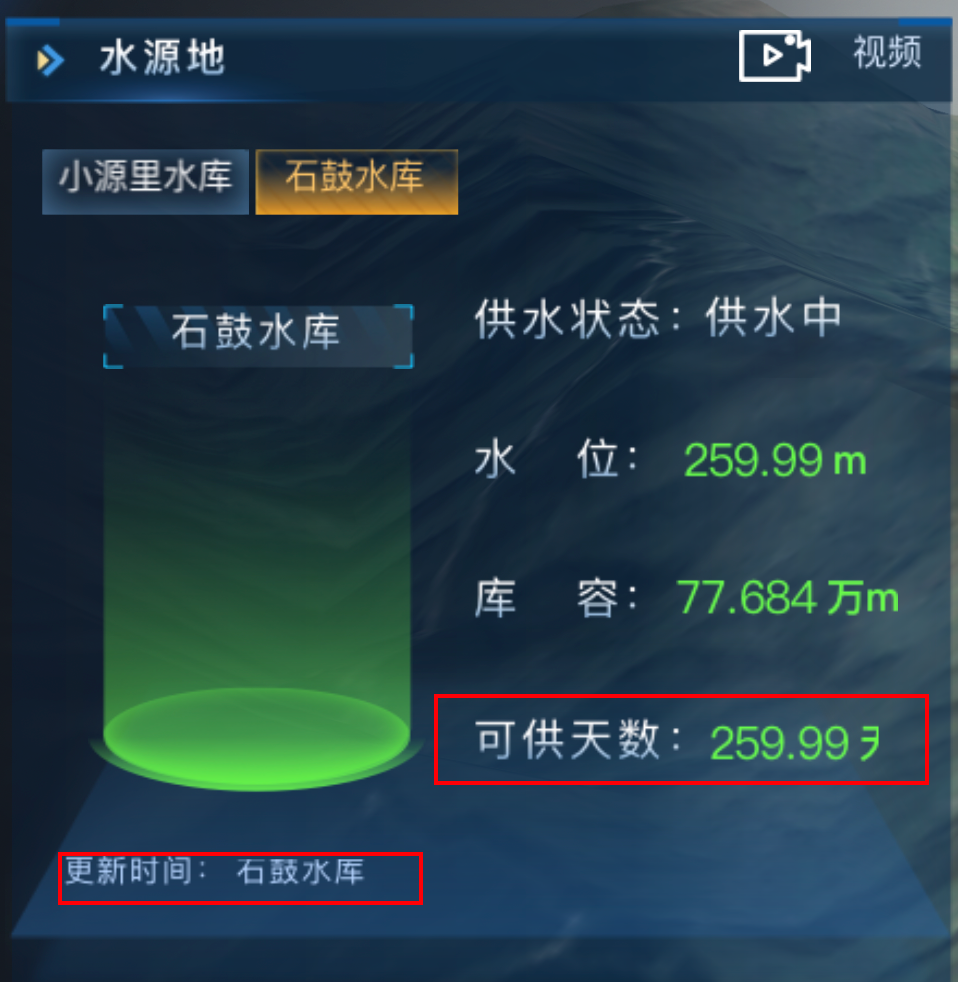 水源地
视频
小源里水库 石鼓水库
石鼓水库
供水状态：供水中
水 位：259.99 m
库 容：77.684 万m
可供天数：259.99
更新时间：石鼓水库